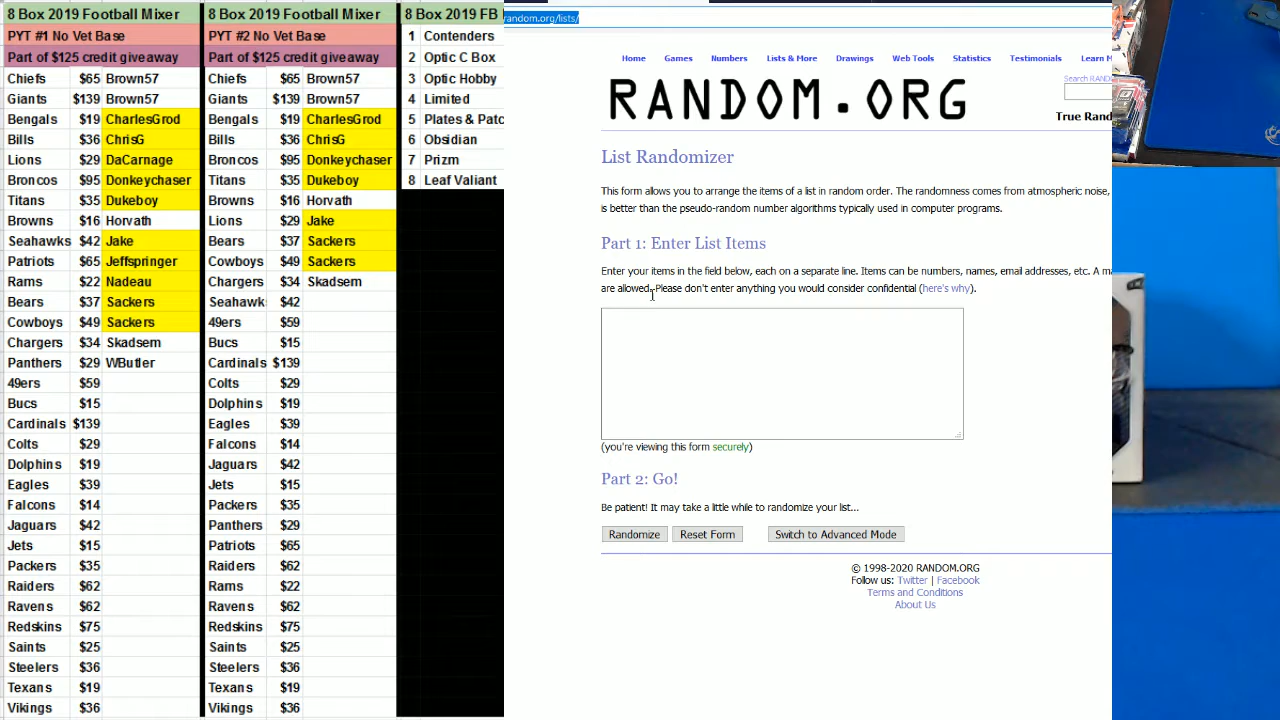 8 Box 2019 Football Mixer
PYT #1 No Vet Base
Part of $125 credit giveaway
Chiefs $65 Brown57
Giants $139 Brown57
Bengals $19 CharlesGrod
Bills $36 ChrisG
Lions $29 DaCarnage
Broncos $95 Donkeychaser
Titans $35 Dukeboy
Browns $16 Horvath
Seahawks $42 Jake
Patriots $65 Jeffspringer
Rams $22 Nadeau
Bears $37 Sackers
Cowboys $49 Sackers
Chargers $34 Skadsem
Panthers $29 WButler
49ers $59
Bucs $15
Cardinals $139
Colts $29
Dolphins $19
Eagles $39
Falcons $14
Jaguars $42
Jets $15
Packers $35
Raiders $62
Ravens $62
Redskins $75
Saints $25
Steelers $36
Texans $19
Vikings $36
8 Box 2019 Football Mixer
PYT #2 No Vet Base
Part of $125 credit giveaway
Chiefs $65 Brown57
Giants $139 Brown57
Bengals $19 CharlesGrod
Bills $36 ChrisG
Broncos $95 Donkeychaser
Titans $35 Dukeboy
Browns $16 Horvath
Lions $29 Jake
Bears $37 Sackers
Cowboys $49 Sackers
Chargers $34 Skadsem
Seahawk $42
49ers $59
Bucs $15
Cardinals $139
Colts $29
Dolphins $19
Eagles $39
Falcons $14
Jaguars $42
Jets $15
Packers $35
Panthers $29
Patriots $65
Raiders $62
Rams $22
Ravens $62
Redskins $75
Saints $25
Steelers $36
Texans $19
Vikings $36
8 Box 2019 FB
1 Contenders
2 Optic C Box
3 Optic Hobby
4 Limited
5 Plates & Patc
6 Obsidian
7 Prizm
8 Leaf Valiant
random.org/lists/
Home Games Numbers Lists & More Drawings Web Tools Statistics Testimonials Learn M
Search RAND
RANDOM.ORG
True Rand
List Randomizer
This form allows you to arrange the items of a list in random order. The randomness comes from atmospheric noise,
is better than the pseudo-random number algorithms typically used in computer programs.
Part 1: Enter List Items
Enter your items in the field below, each on a separate line. Items can be numbers, names, email addresses, etc. A ma
are allowed. Please don't enter anything you would consider confidential (here's why).
(you're viewing this form securely)
Part 2: Go!
Be patient! It may take a little while to randomize your list...
Randomize Reset Form Switch to Advanced Mode
© 1998-2020 RANDOM.ORG
Follow us: Twitter | Facebook
Terms and Conditions
About Us